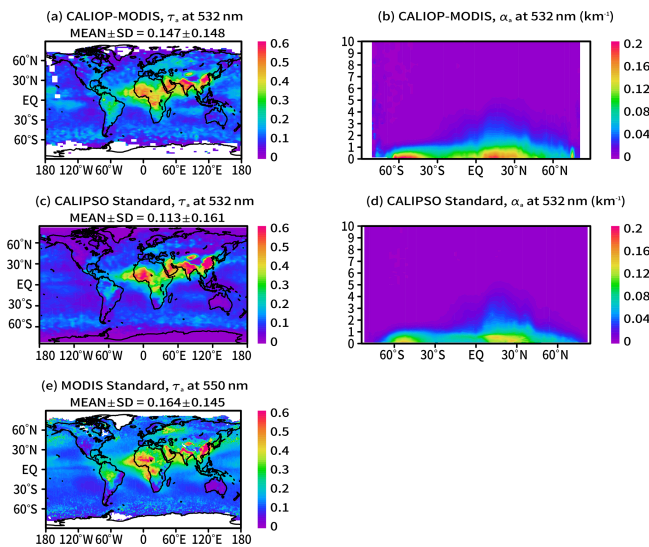 (a) CALIOP-MODIS, τₐ at 532 nm
MEAN±SD = 0.147±0.148
60°N
30°N
EQ
30°S
60°S
180 120°W 60°W 0 60°E 120°E 180
0.6
0.5
0.4
0.3
0.2
0.1
0
(b) CALIOP-MODIS, αₐ at 532 nm (km⁻¹)
10
9
8
7
6
5
4
3
2
1
0
60°S 30°S EQ 30°N 60°N
0.2
0.16
0.12
0.08
0.04
0
(c) CALIPSO Standard, τₐ at 532 nm
MEAN±SD = 0.113±0.161
60°N
30°N
EQ
30°S
60°S
180 120°W 60°W 0 60°E 120°E 180
0.6
0.5
0.4
0.3
0.2
0.1
0
(d) CALIPSO Standard, αₐ at 532 nm (km⁻¹)
10
9
8
7
6
5
4
3
2
1
0
60°S 30°S EQ 30°N 60°N
0.2
0.16
0.12
0.08
0.04
0
(e) MODIS Standard, τₐ at 550 nm
MEAN±SD = 0.164±0.145
60°N
30°N
EQ
30°S
60°S
180 120°W 60°W 0 60°E 120°E 180
0.6
0.5
0.4
0.3
0.2
0.1
0